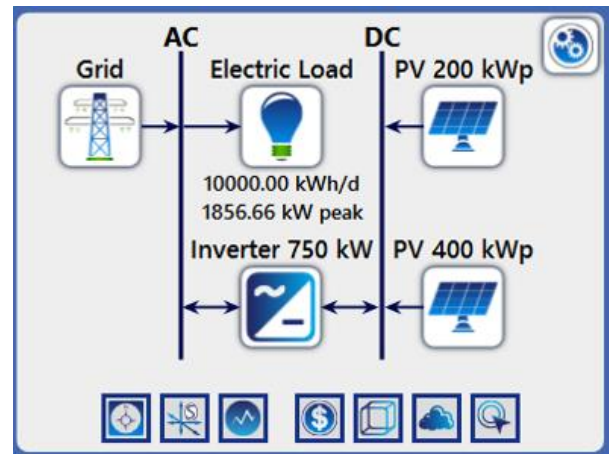 AC
DC
Grid
Electric Load
PV 200 kWp
10000.00 kWh/d
1856.66 kW peak
Inverter 750 kW
PV 400 kWp
S
$